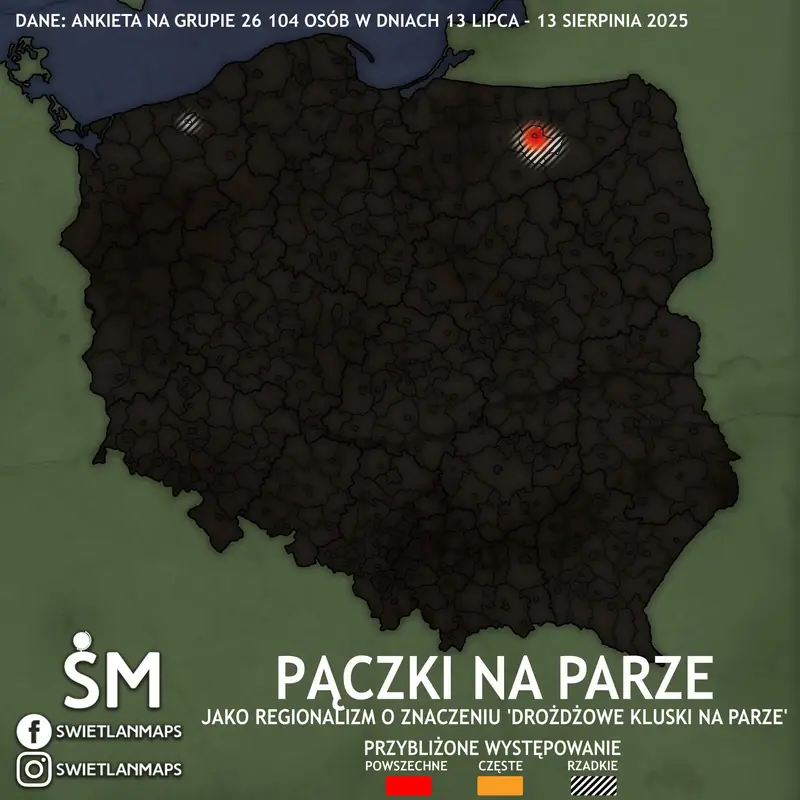 DANE: ANKIETA NA GRUPIE 26 104 OSÓB W DNIACH 13 LIPCA - 13 SIERPINIA 2025
ŚM
SWIETLANMAPS
SWIETLANMAPS
PĄCZKI NA PARZE
JAKO REGIONALIZM O ZNACZENIU 'DROŻDŻOWE KLUSKI NA PARZE'
PRZYBLIŻONE WYSTĘPOWANIE
POWSZECHNE CZĘSTE RZADKIE